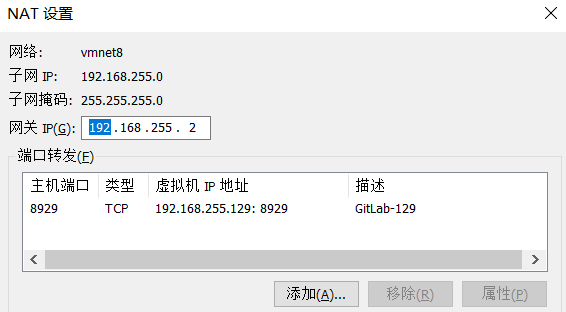 NAT 设置
网络: vmnet8
子网 IP: 192.168.255.0
子网掩码: 255.255.255.0
网关 IP(G): 192 . 168 . 255 . 2
端口转发(F)
主机端口 类型 虚拟机 IP 地址 描述
8929 TCP 192.168.255.129: 8929 GitLab-129
添加(A)... 移除(R) 属性(P)